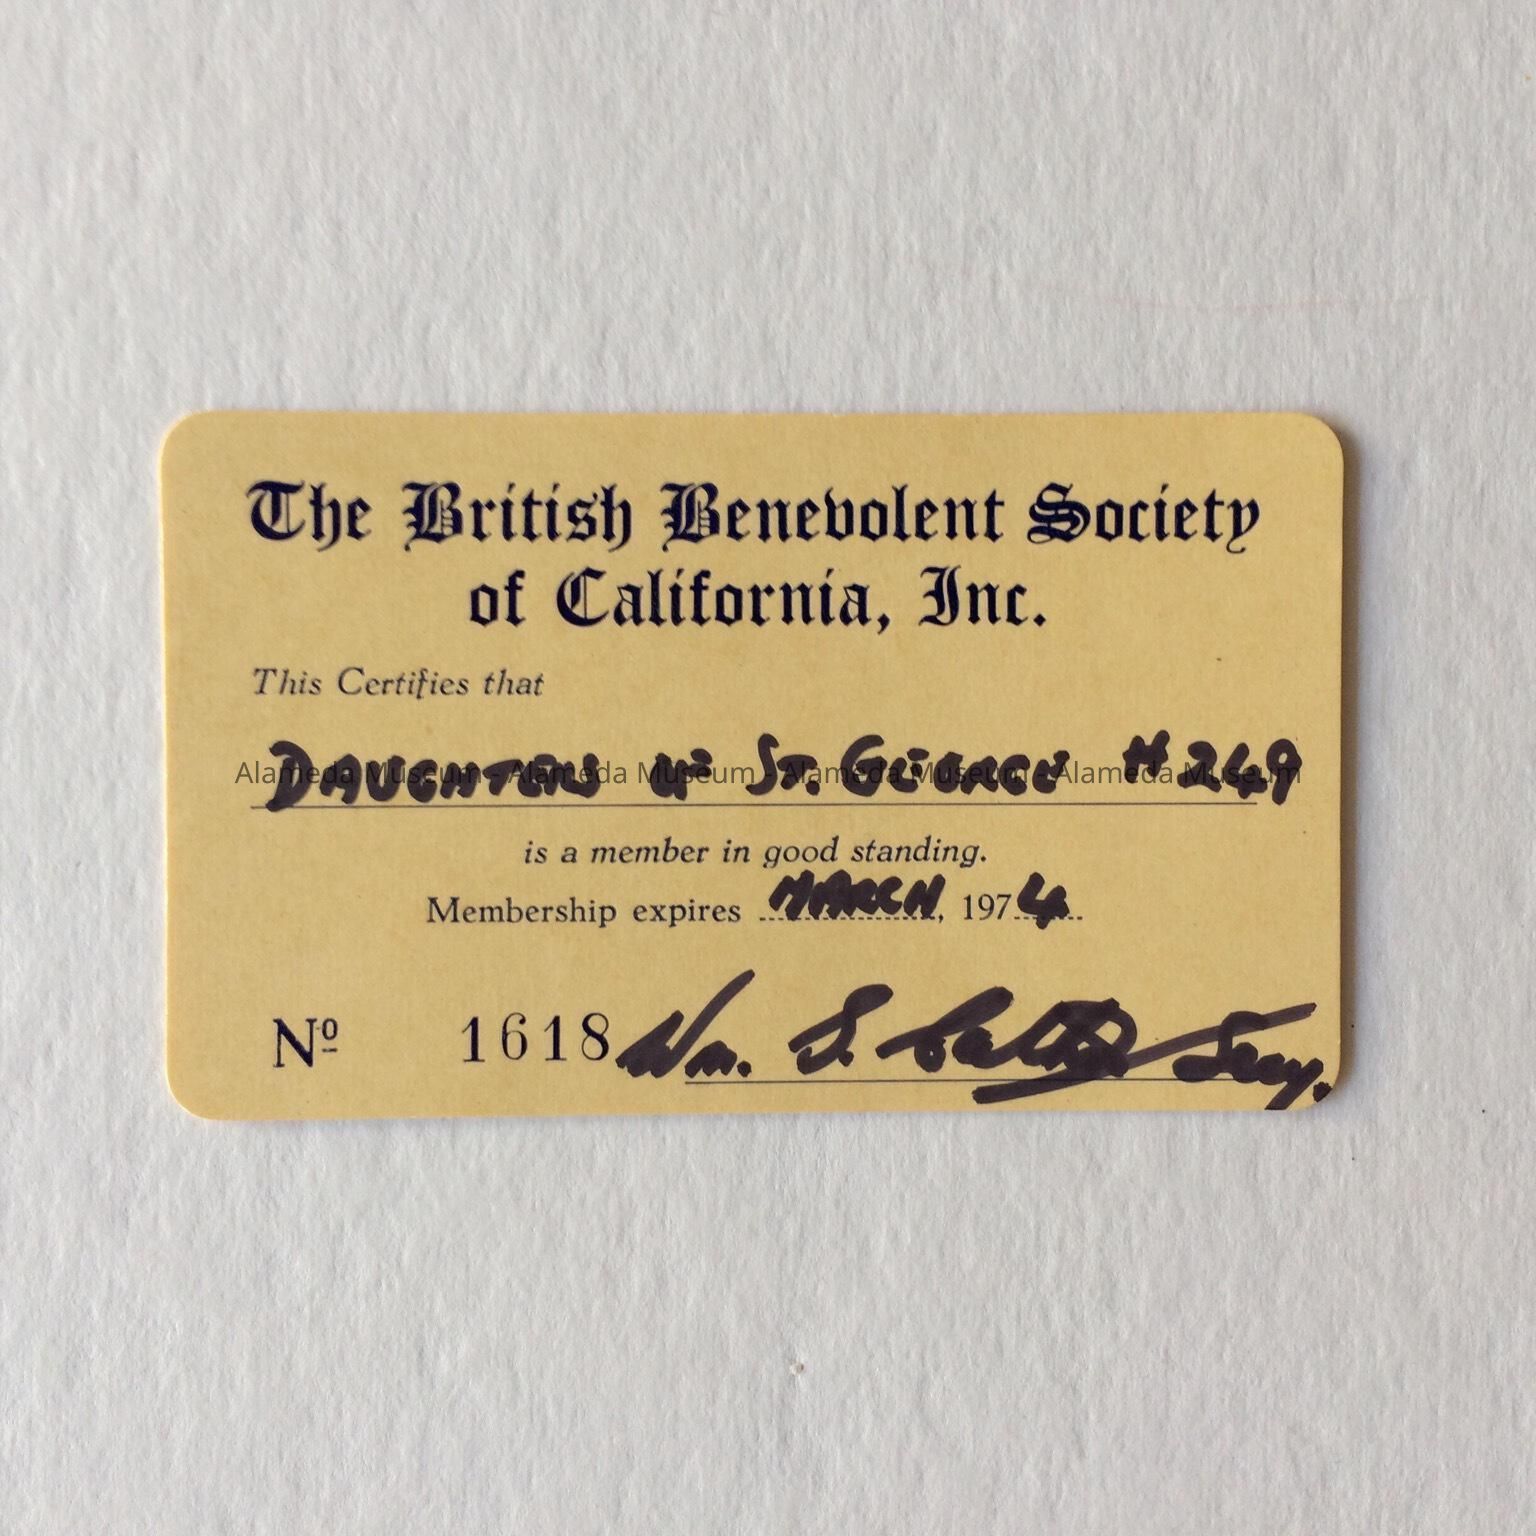 The British Benevolent Society
of California, Inc.
This Certifies that
DAUGHTERS OF ST. GEORGE # 249
Alameda Museum - Alameda Museum - Alameda Museum - Alameda Museum
is a member in good standing.
Membership expires MARCH, 1974
Nº 1618 Wm. S. Secy.